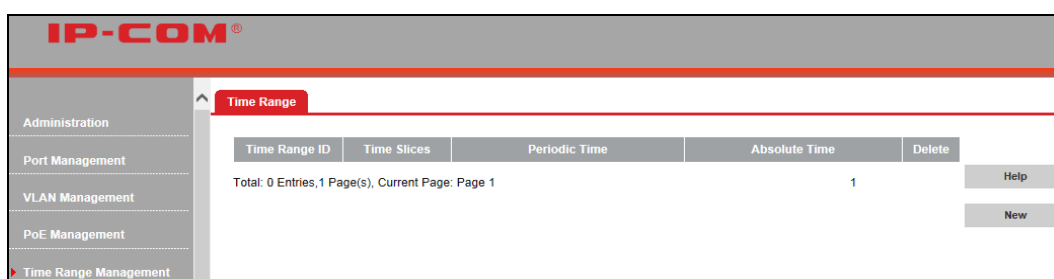 IP-COM®
Time Range
Administration
Port Management
VLAN Management
PoE Management
Time Range Management
Time Range ID Time Slices Periodic Time Absolute Time Delete
Total: 0 Entries,1 Page(s), Current Page: Page 1 1
Help
New